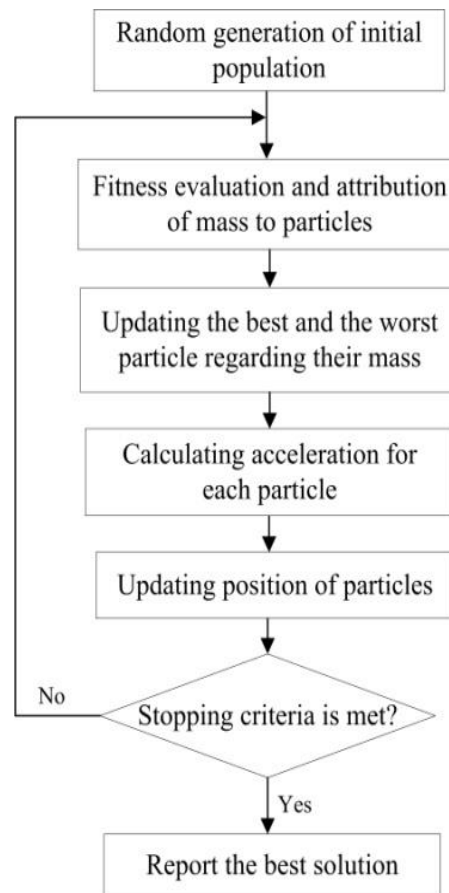 Random generation of initial
population
Fitness evaluation and attribution
of mass to particles
Updating the best and the worst
particle regarding their mass
Calculating acceleration for
each particle
Updating position of particles
No
Stopping criteria is met?
Yes
Report the best solution